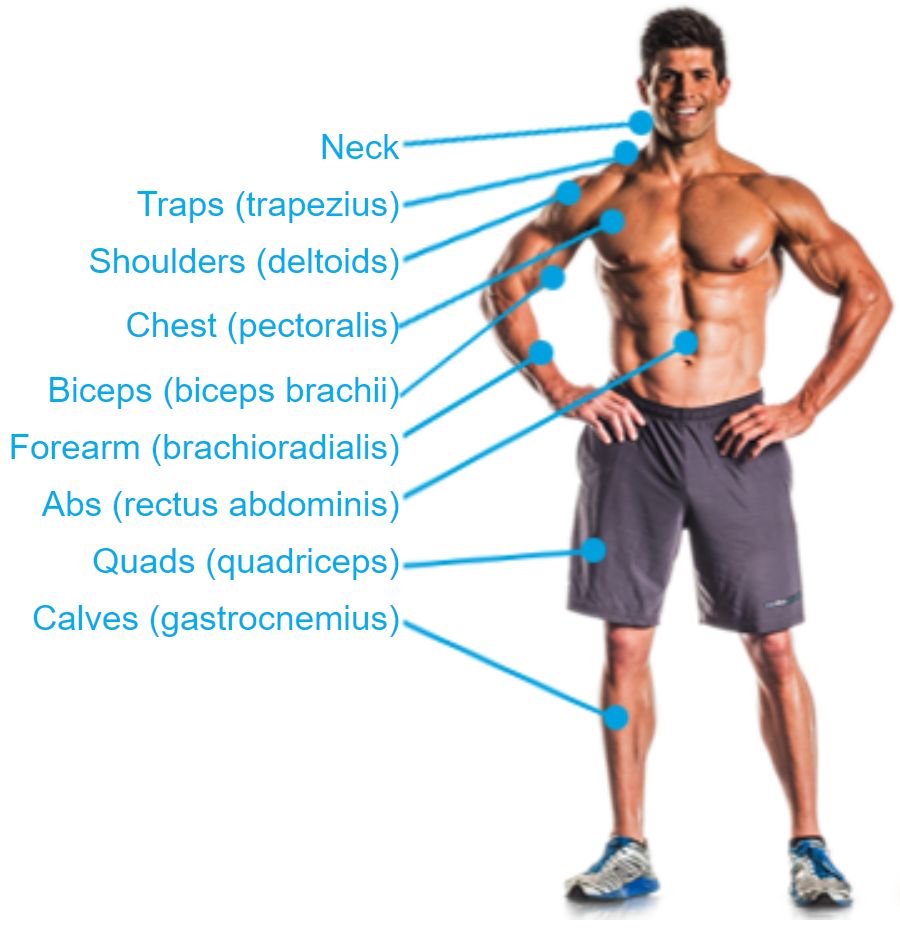 Neck
Traps (trapezius)
Shoulders (deltoids)
Chest (pectoralis)
Biceps (biceps brachii)
Forearm (brachioradialis)
Abs (rectus abdominis)
Quads (quadriceps)
Calves (gastrocnemius)